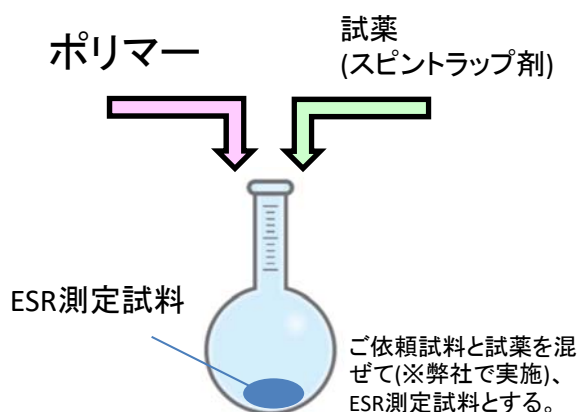 ポリマー
試薬
(スピントラップ剤)
ESR測定試料
ご依頼試料と試薬を混
ぜて(※弊社で実施)、
ESR測定試料とする。